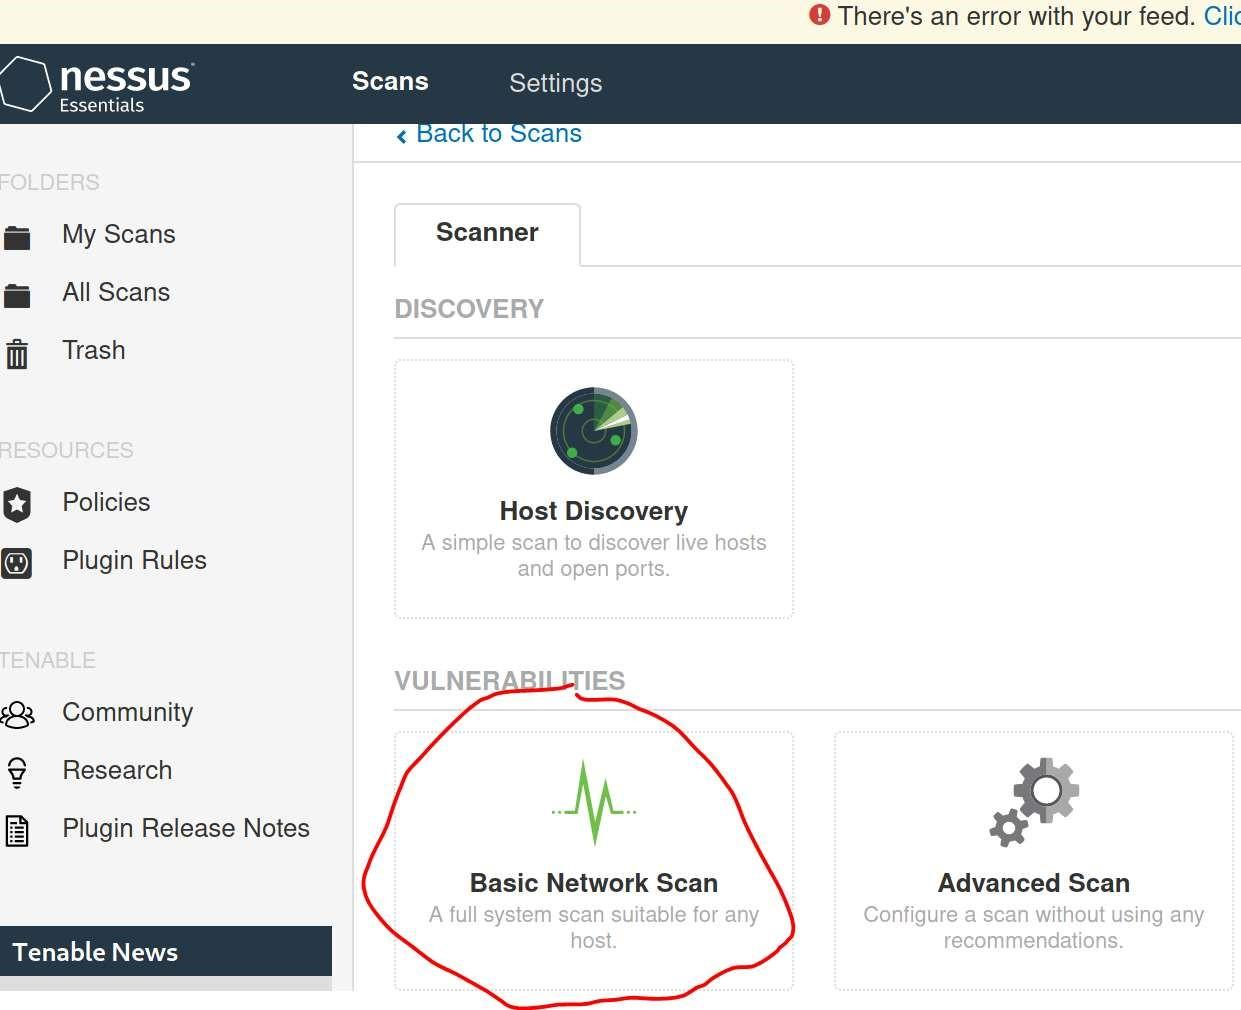 There's an error with your feed. Clic
nessus
Essentials
Scans
Settings
Back to Scans
FOLDERS
My Scans
All Scans
Trash
RESOURCES
Policies
Plugin Rules
TENABLE
Community
Research
Plugin Release Notes
Tenable News
Scanner
DISCOVERY
Host Discovery
A simple scan to discover live hosts
and open ports.
VULNERABILITIES
Basic Network Scan
A full system scan suitable for any
host.
Advanced Scan
Configure a scan without using any
recommendations.